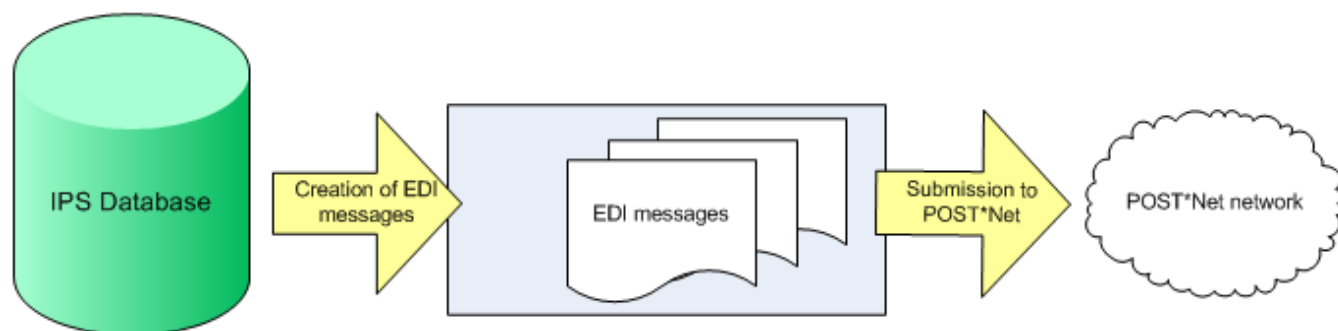 IPS Database
Creation of EDI
messages
EDI messages
Submission to
POST*Net
POST*Net network